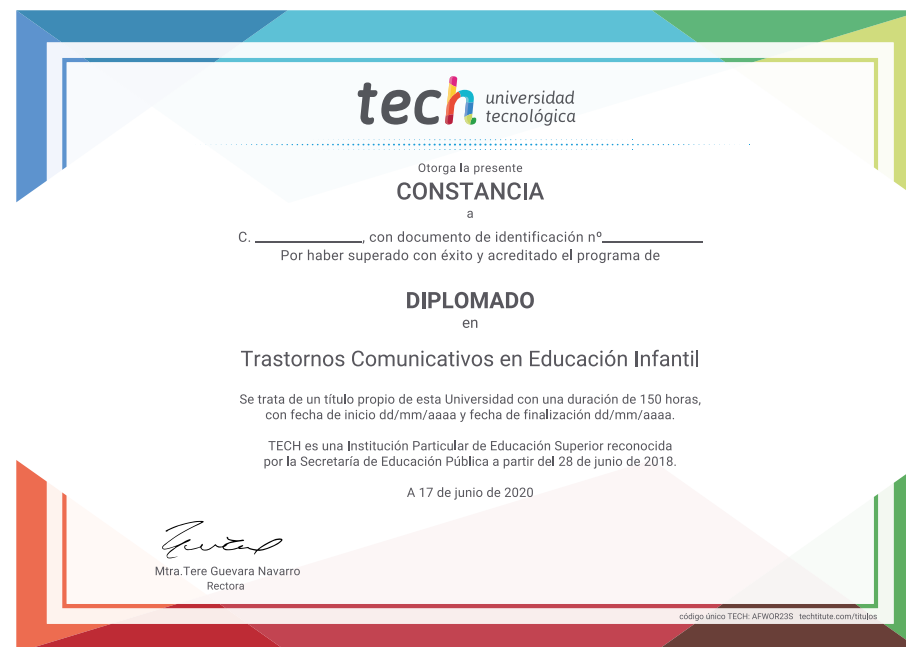 tech universidad
tecnológica
Otorga la presente
CONSTANCIA
a
C. ____________, con documento de identificación nº____________
Por haber superado con éxito y acreditado el programa de
DIPLOMADO
en
Trastornos Comunicativos en Educación Infantil
Se trata de un título propio de esta Universidad con una duración de 150 horas,
con fecha de inicio dd/mm/aaaa y fecha de finalización dd/mm/aaaa.
TECH es una Institución Particular de Educación Superior reconocida
por la Secretaría de Educación Pública a partir del 28 de junio de 2018.
A 17 de junio de 2020
Mtra.Tere Guevara Navarro
Rectora
código único TECH: AFWOR23S techtitute.com/titulos